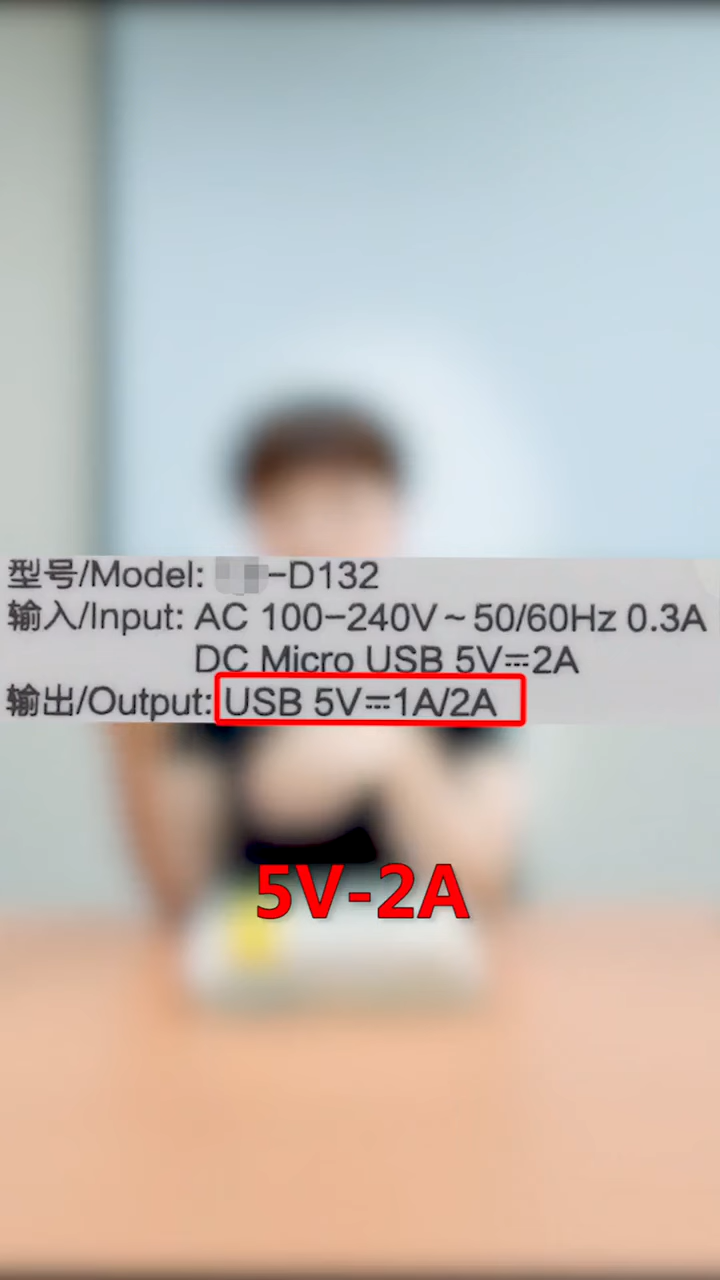 型号/Model: -D132
输入/Input: AC 100-240V ~ 50/60Hz 0.3A
DC Micro USB 5V⎓2A
输出/Output: USB 5V⎓1A/2A
5V-2A